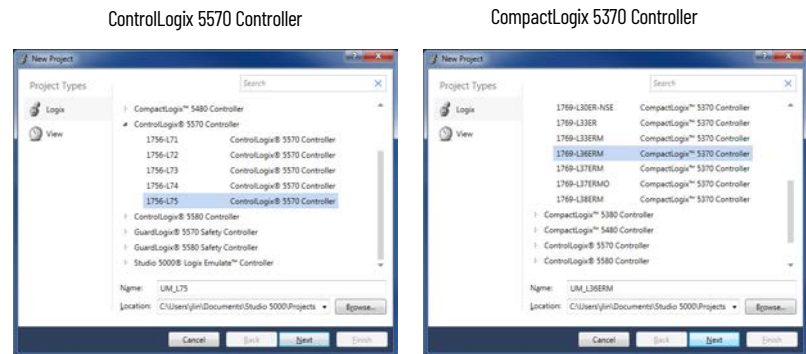 ControlLogix 5570 Controller
New Project
Project Types
Search
Logix
View
CompactLogix™ 5480 Controller
ControlLogix® 5570 Controller
1756-L71 ControlLogix® 5570 Controller
1756-L72 ControlLogix® 5570 Controller
1756-L73 ControlLogix® 5570 Controller
1756-L74 ControlLogix® 5570 Controller
1756-L75 ControlLogix® 5570 Controller
ControlLogix® 5580 Controller
GuardLogix® 5570 Safety Controller
GuardLogix® 5580 Safety Controller
Studio 5000® Logix Emulate™ Controller
Name: UM_L75
Location: C:\Users\jlin\Documents\Studio 5000\Projects Browse...
Cancel Back Next Finish
CompactLogix 5370 Controller
New Project
Project Types
Search
Logix
View
1769-L30ER-NSE CompactLogix™ 5370 Controller
1769-L33ER CompactLogix™ 5370 Controller
1769-L33ERM CompactLogix™ 5370 Controller
1769-L36ERM CompactLogix™ 5370 Controller
1769-L37ERM CompactLogix™ 5370 Controller
1769-L37ERMO CompactLogix™ 5370 Controller
1769-L38ERM CompactLogix™ 5370 Controller
CompactLogix™ 5380 Controller
CompactLogix™ 5480 Controller
ControlLogix® 5570 Controller
ControlLogix® 5580 Controller
Name: UM_L36ERM
Location: C:\Users\jlin\Documents\Studio 5000\Projects Browse...
Cancel Back Next Finish